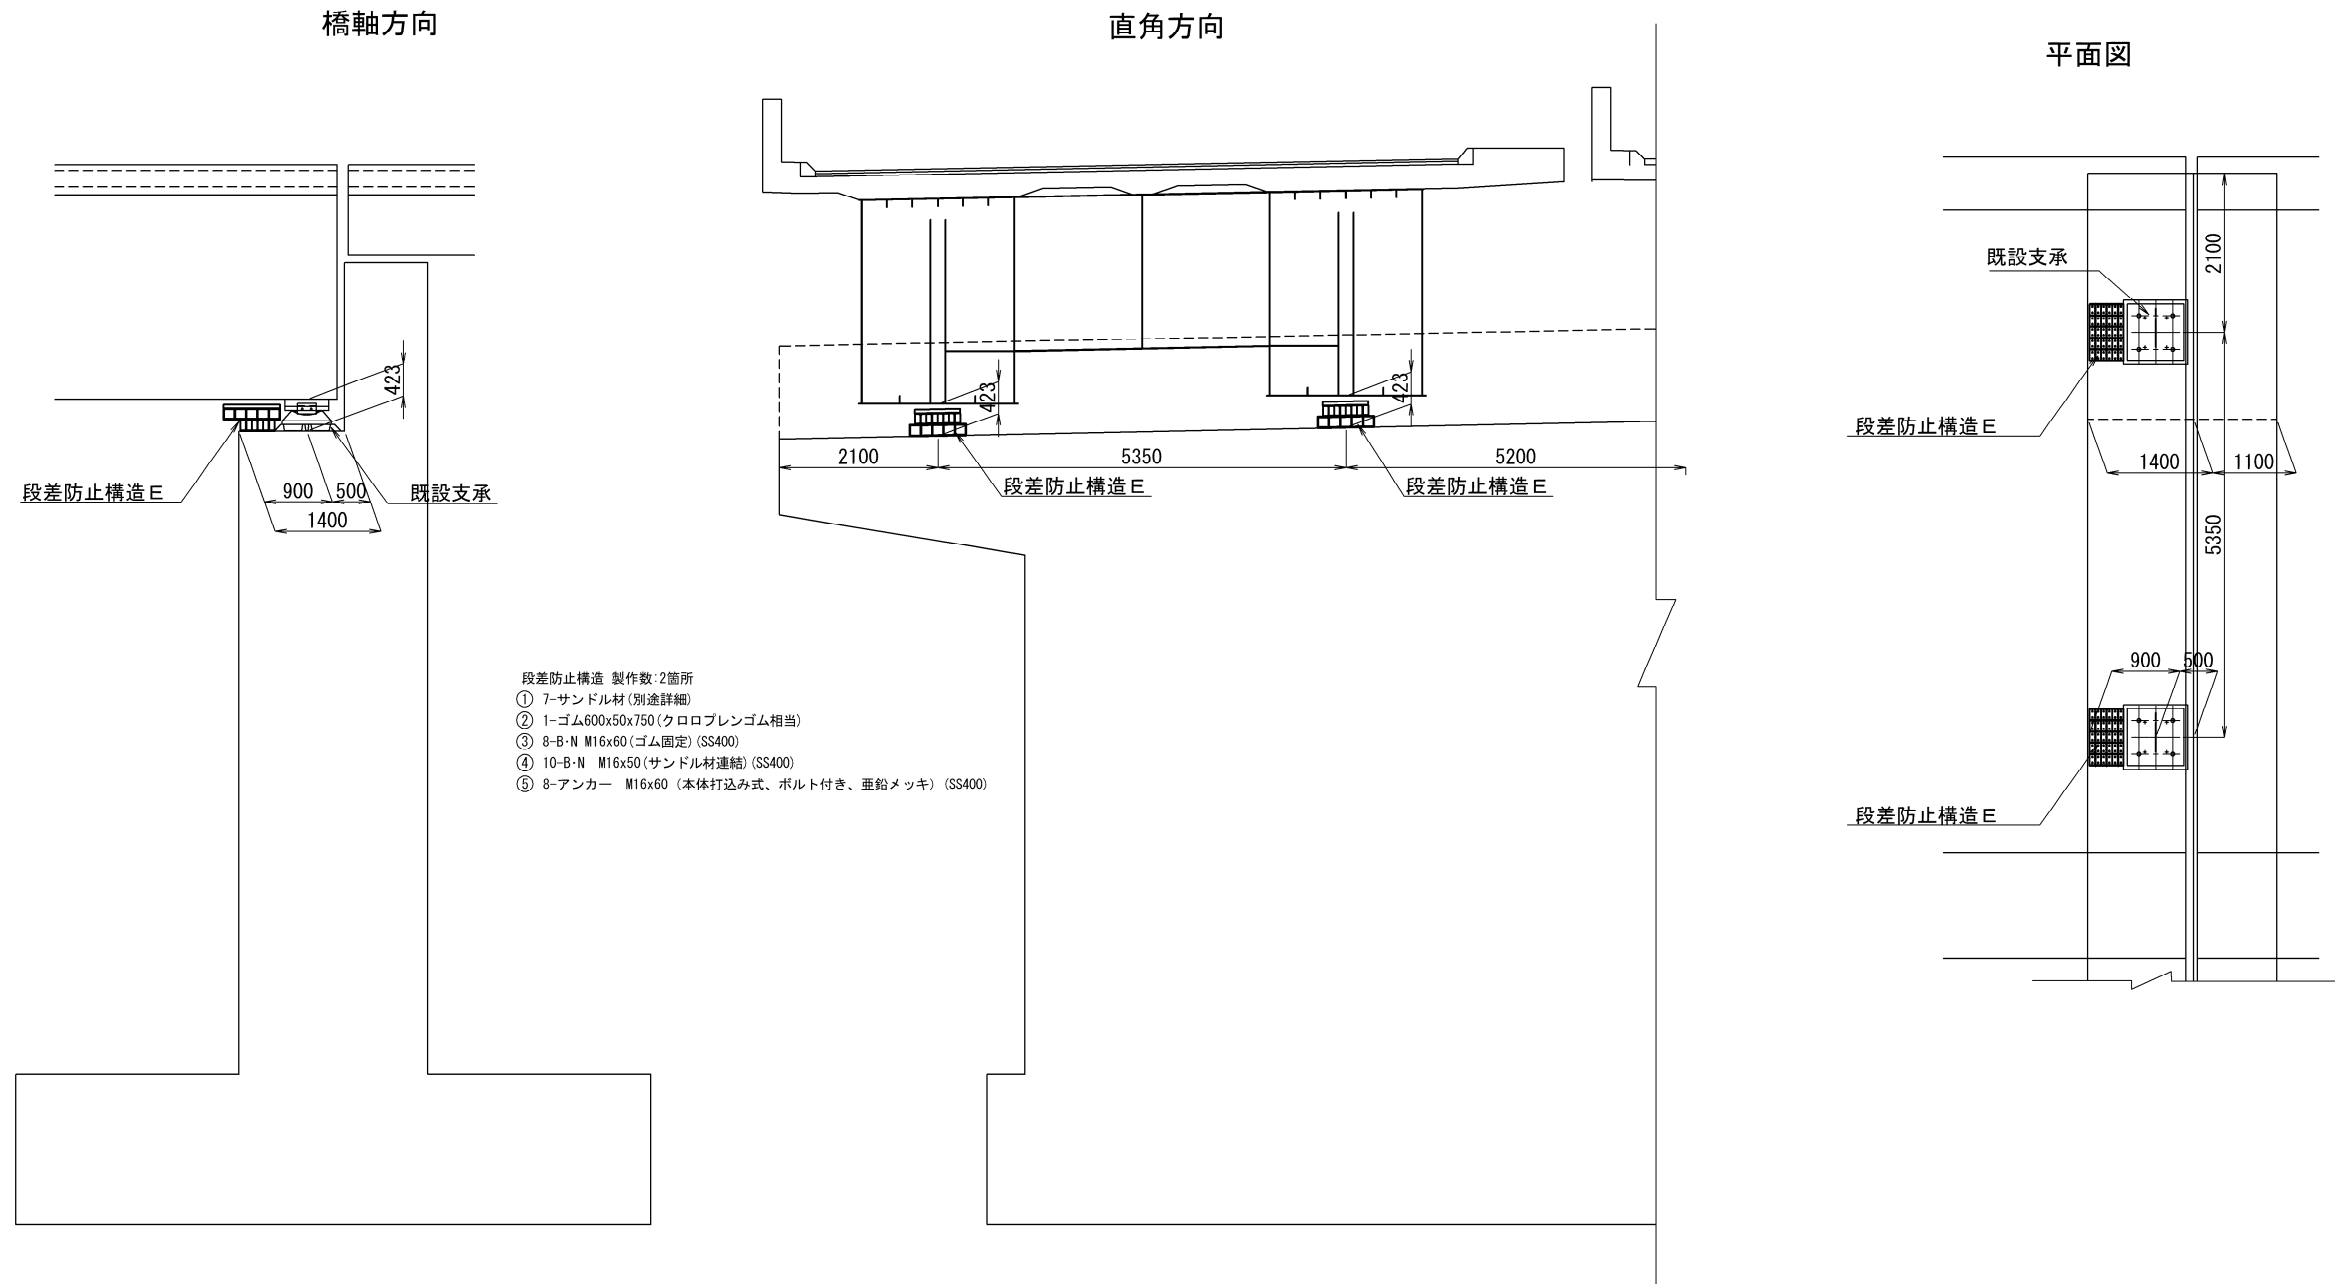 橋軸方向
423
段差防止構造E
900
500
既設支承
1400
直角方向
423
423
2100
5350
5200
段差防止構造E
段差防止構造E
段差防止構造 製作数:2箇所
① 7-サンドル材(別途詳細)
② 1-ゴム600x50x750(クロロプレンゴム相当)
③ 8-B・N M16x60(ゴム固定)(SS400)
④ 10-B・N M16x50(サンドル材連結)(SS400)
⑤ 8-アンカー M16x60 (本体打込み式、ボルト付き、亜鉛メッキ) (SS400)
平面図
2100
既設支承
段差防止構造E
1400
1100
5350
900
500
段差防止構造E